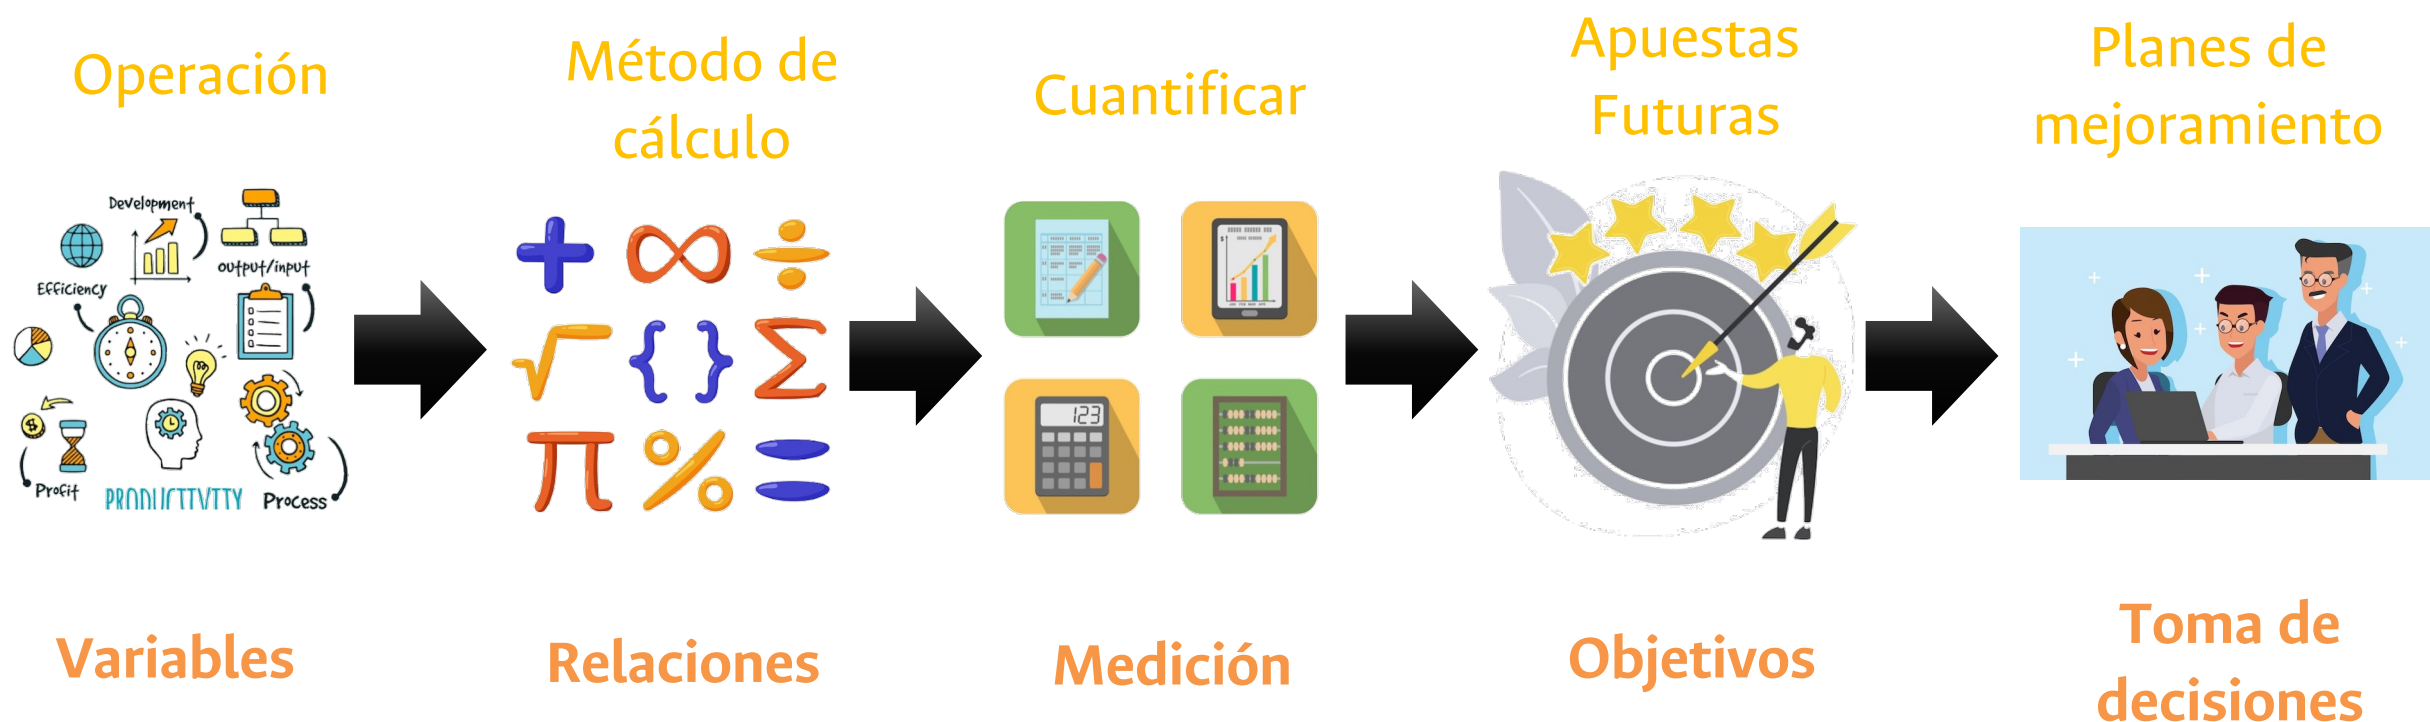 Operación
Método de
cálculo
Cuantificar
Apuestas
Futuras
Planes de
mejoramiento
Development
output/input
Efficiency
Profit
PRODUCTIVITY
Process
123
Variables
Relaciones
Medición
Objetivos
Toma de
decisiones